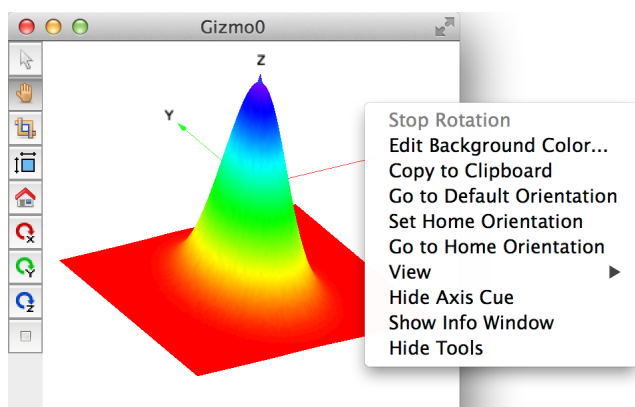 Gizmo0
Z
Y
Stop Rotation
Edit Background Color...
Copy to Clipboard
Go to Default Orientation
Set Home Orientation
Go to Home Orientation
View
Hide Axis Cue
Show Info Window
Hide Tools
X
Y
Z